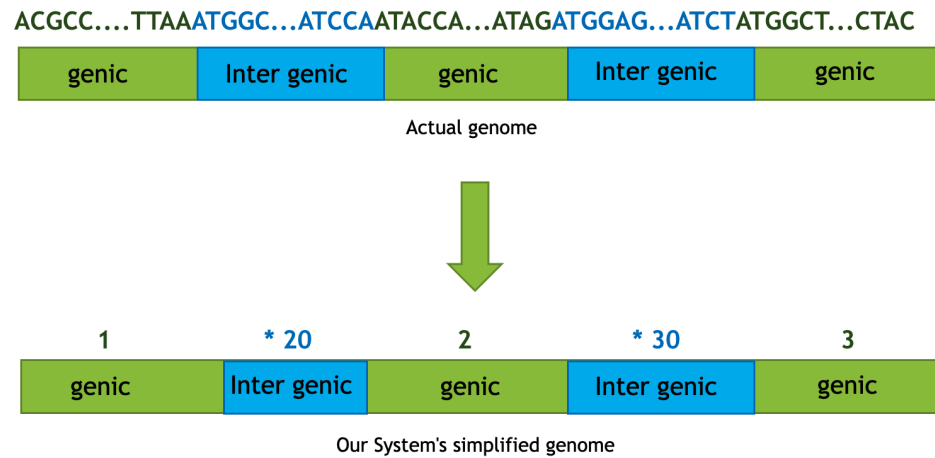 ACGCC....TTAAATGGC...ATCCAATACCA...ATAGATGGAG...ATCTATGGCT...CTAC
genic Inter genic genic Inter genic genic
Actual genome
1 * 20 2 * 30 3
genic Inter genic genic Inter genic genic
Our System's simplified genome